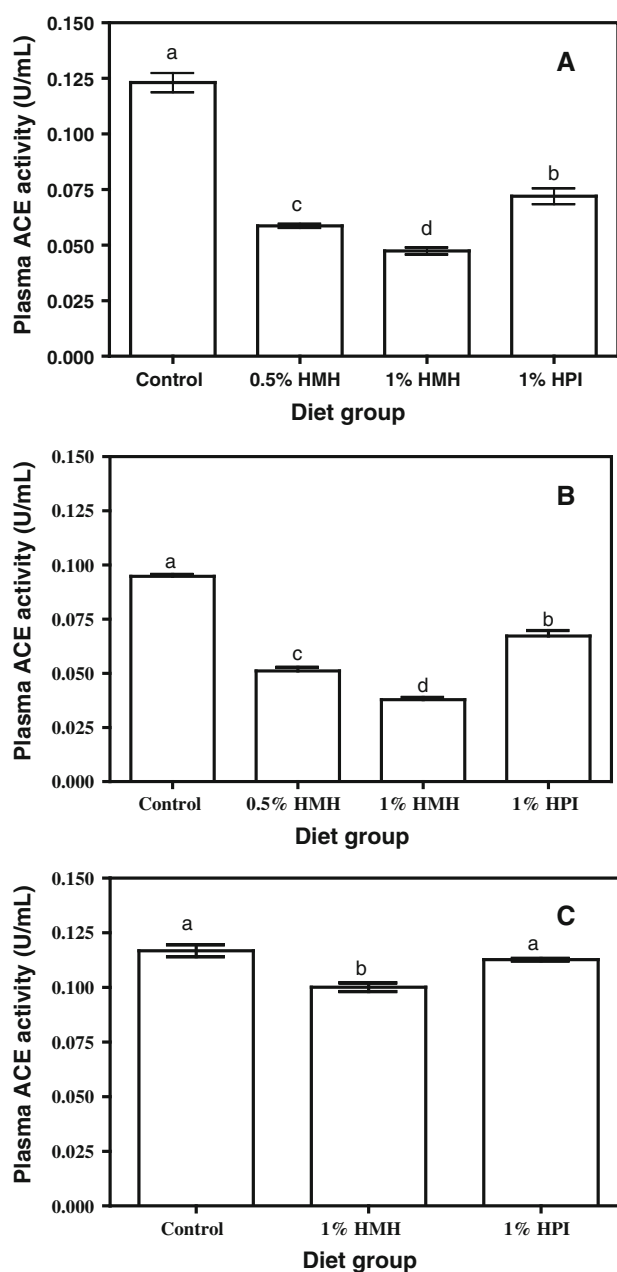 Plasma ACE activity (U/mL)
0.150
0.125
0.100
0.075
0.050
0.025
0.000
A
a
c
d
b
Control 0.5% HMH 1% HMH 1% HPI
Diet group
Plasma ACE activity (U/mL)
0.150
0.125
0.100
0.075
0.050
0.025
0.000
B
a
c
d
b
Control 0.5% HMH 1% HMH 1% HPI
Diet group
Plasma ACE activity (U/mL)
0.150
0.125
0.100
0.075
0.050
0.025
0.000
C
a
b
a
Control 1% HMH 1% HPI
Diet group